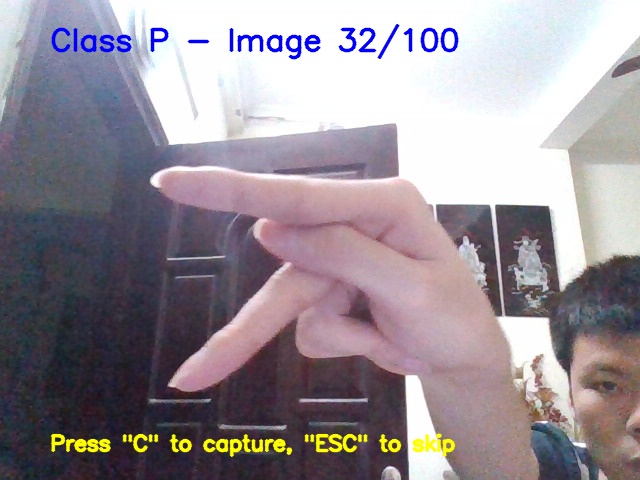 Class P - Image 32/100
Press "C" to capture, "ESC" to skip